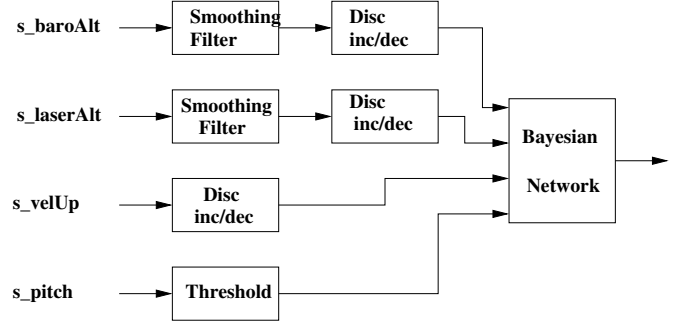 s_baroAlt
Smoothing
Filter
Disc
inc/dec
s_laserAlt
Smoothing
Filter
Disc
inc/dec
Bayesian
Network
s_velUp
Disc
inc/dec
s_pitch
Threshold